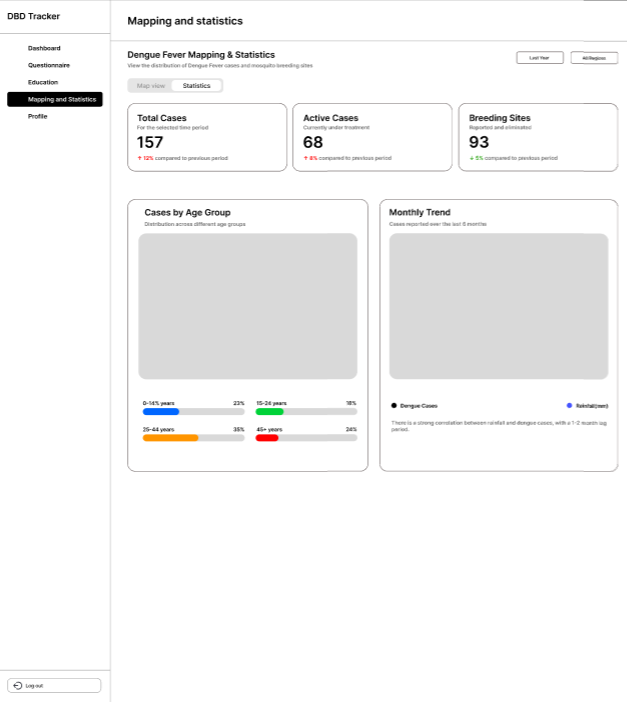 DBD Tracker
Dashboard
Questionnaire
Education
Mapping and Statistics
Profile
Log out
Mapping and statistics
Dengue Fever Mapping & Statistics
View the distribution of Dengue Fever cases and mosquito breeding sites
Last Year
All Regions
Map view
Statistics
Total Cases
For the selected time period
157
↑ 12% compared to previous period
Active Cases
Currently under treatment
68
↑ 8% compared to previous period
Breeding Sites
Reported and eliminated
93
↓ 5% compared to previous period
Cases by Age Group
Distribution across different age groups
0-14% years 23%
15-24 years 18%
25-44 years 35%
45+ years 24%
Monthly Trend
Cases reported over the last 6 months
Dengue Cases
Rainfall(mm)
There is a strong correlation between rainfall and dengue cases, with a 1-2 month lag
period.